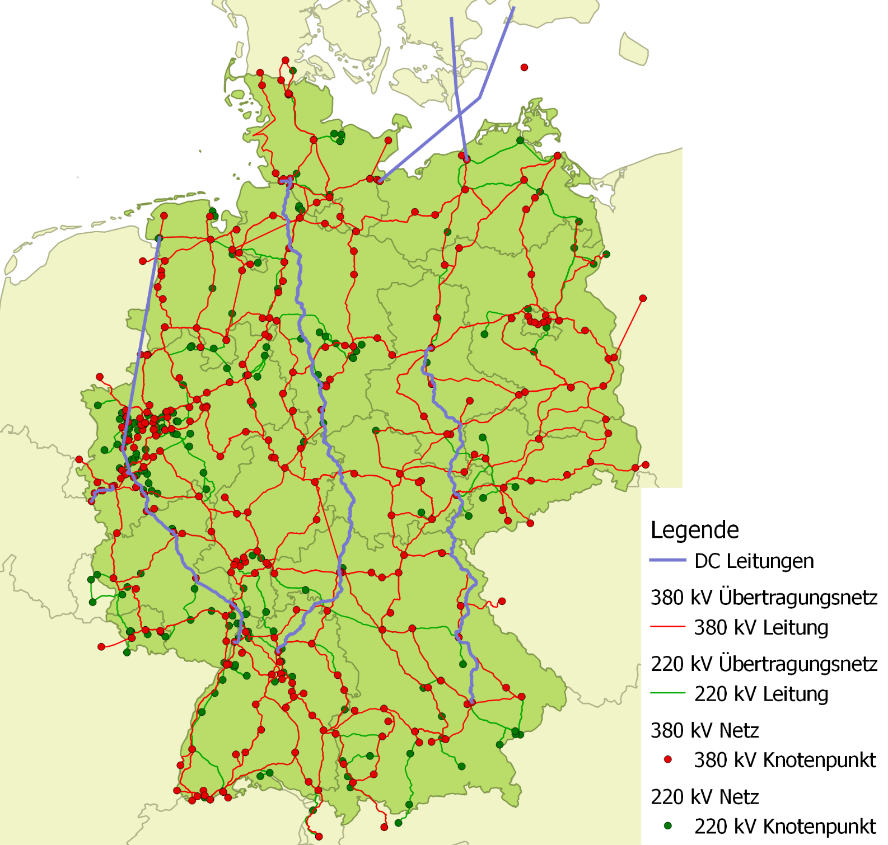 Legende
DC Leitungen
380 kV Übertragungsnetz
380 kV Leitung
220 kV Übertragungsnetz
220 kV Leitung
380 kV Netz
380 kV Knotenpunkt
220 kV Netz
220 kV Knotenpunkt